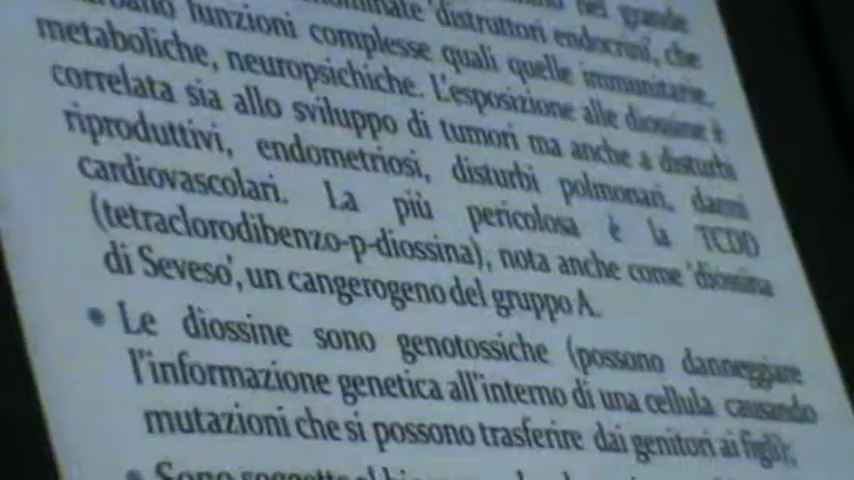 nel grande
funzioni complesse 'distruttori endocrini', che
metaboliche, neuropsichiche. quali quelle immunitarie,
correlata sia allo sviluppo L'esposizione alle diossine è
riproduttivi, endometriosi, di tumori ma anche a disturbi
cardiovascolari. La più disturbi polmonari, danni
(tetraclorodibenzo-p-diossina), pericolosa è la TCDD
di Seveso', un cangerogeno del gruppo A. nota anche come 'diossina
• Le diossine sono genotossiche (possono danneggiare
l'informazione genetica all'interno di una cellula causando
mutazioni che si possono trasferire dai genitori ai figli);
• Sono